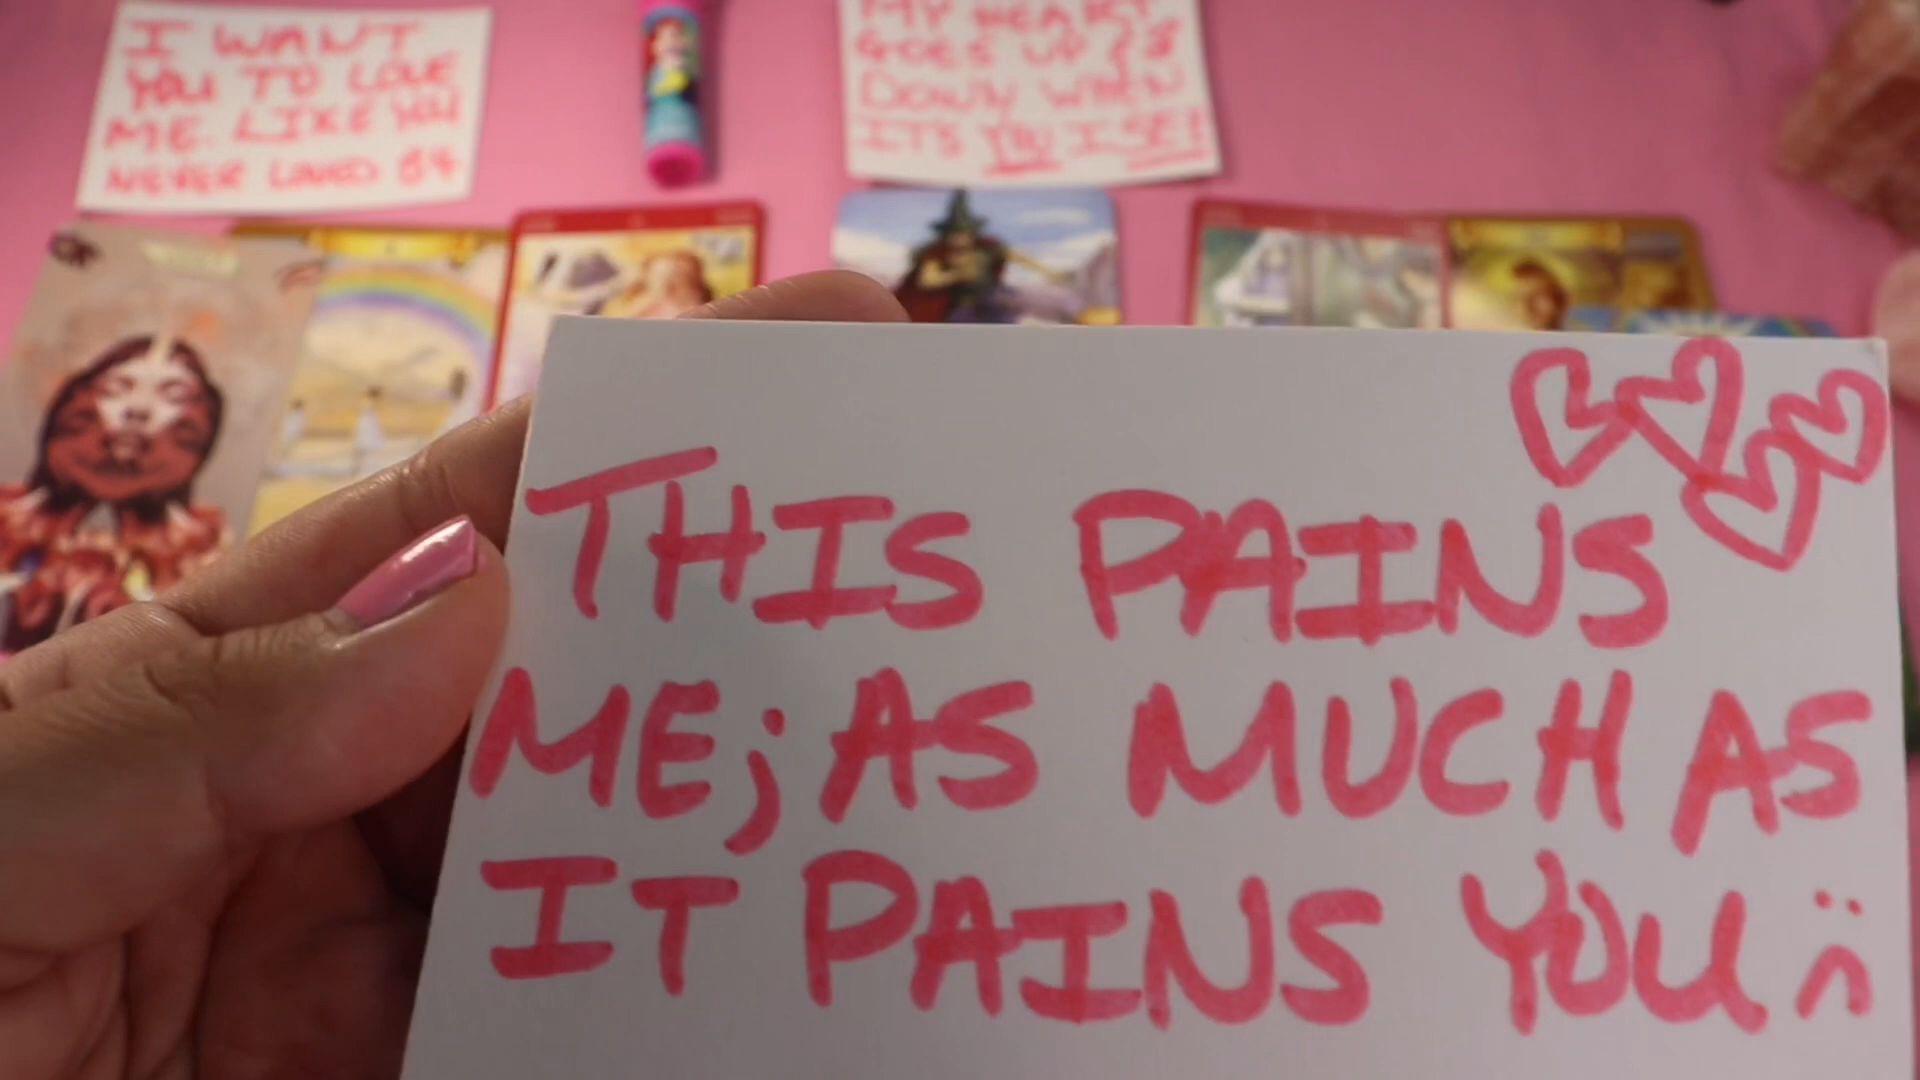 I WANT
YOU TO LOVE
ME. LIKE YOU
NEVER LOVED B4
MY HEART
GOES UP &
DOWN WHEN
ITS YOU I SEE!
THIS PAINS
ME; AS MUCH AS
IT PAINS YOU :(